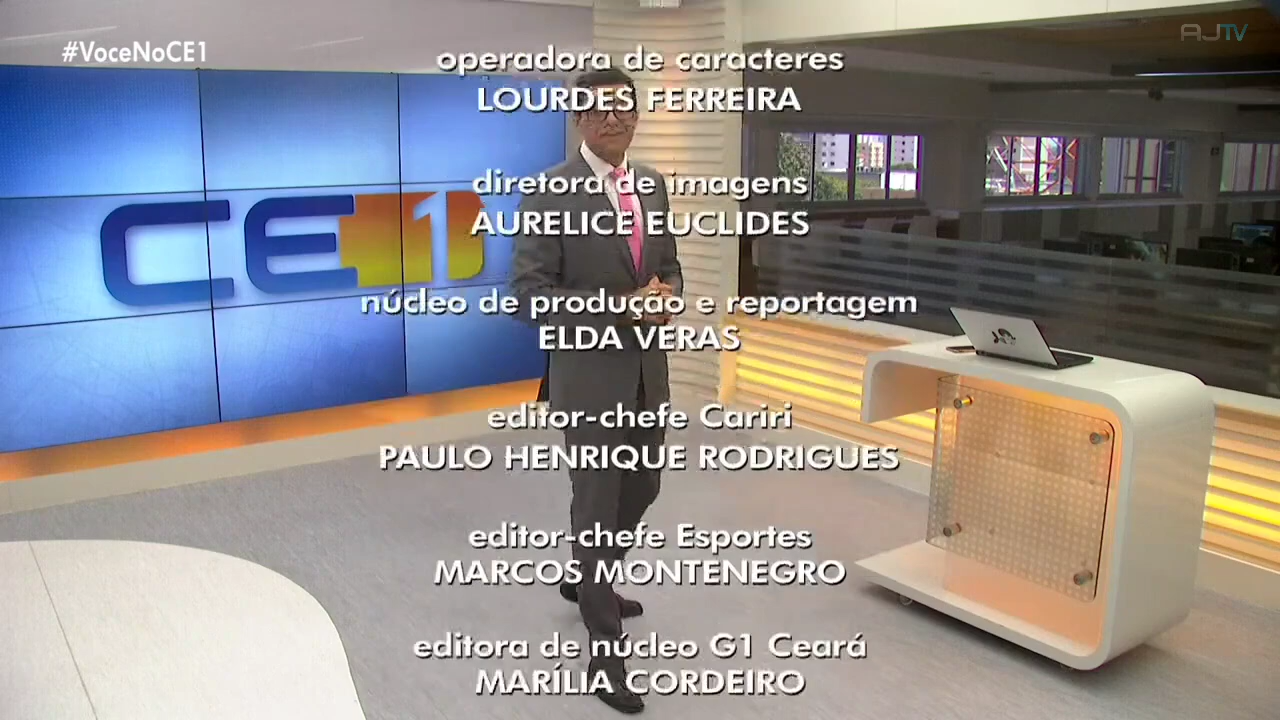 #VoceNoCE1
AJTV
operadora de caracteres
LOURDES FERREIRA
diretora de imagens
AURELICE EUCLIDES
CE1
núcleo de produção e reportagem
ELDA VERAS
editor-chefe Cariri
PAULO HENRIQUE RODRIGUES
editor-chefe Esportes
MARCOS MONTENEGRO
editora de núcleo G1 Ceará
MARÍLIA CORDEIRO